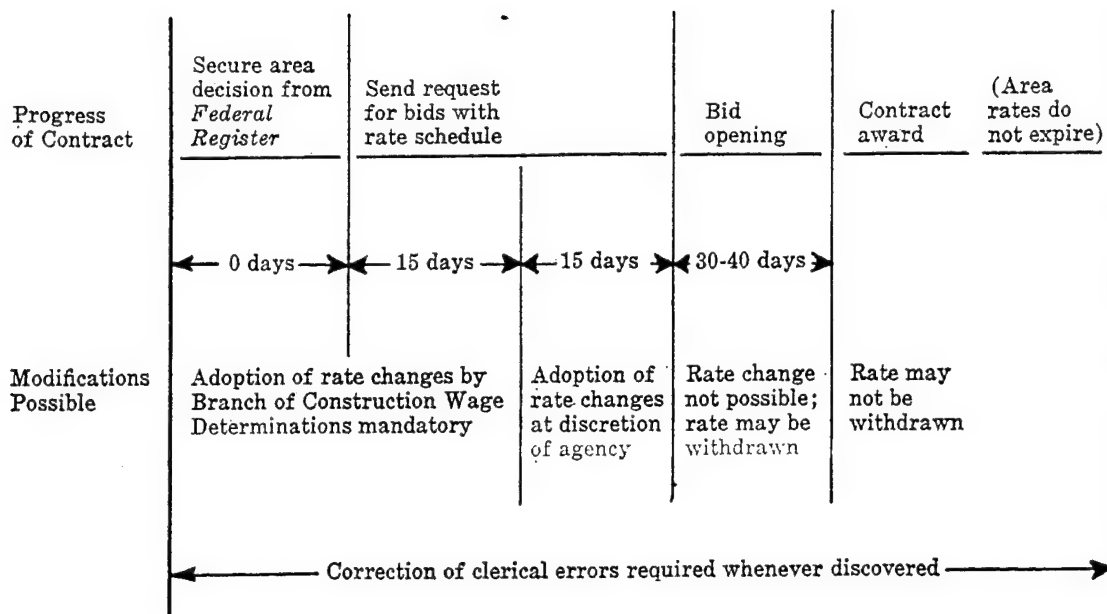 Progress
of Contract
Secure area
decision from
Federal
Register
Send request
for bids with
rate schedule
Bid
opening
Contract
award
(Area
rates do
not expire)
0 days
15 days
15 days
30-40 days
Modifications
Possible
Adoption of rate changes by
Branch of Construction Wage
Determinations mandatory
Adoption of
rate changes
at discretion
of agency
Rate change
not possible;
rate may be
withdrawn
Rate may
not be
withdrawn
Correction of clerical errors required whenever discovered